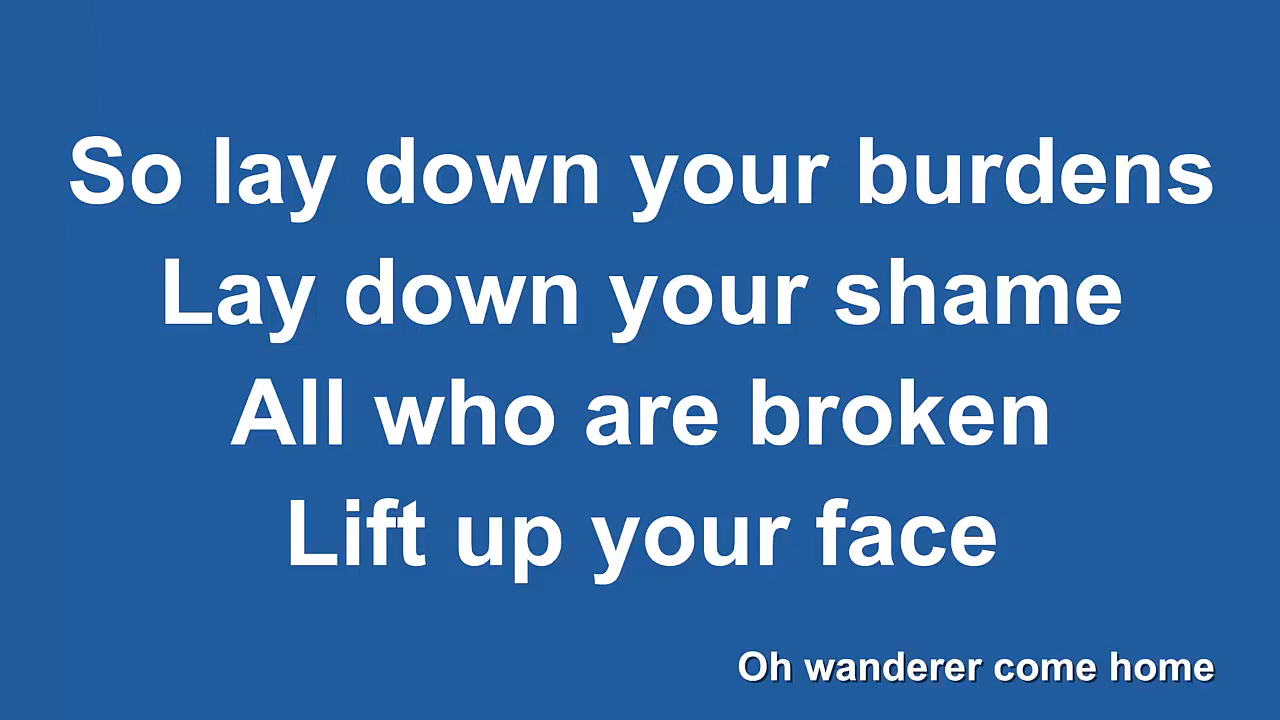 So lay down your burdens
Lay down your shame
All who are broken
Lift up your face
Oh wanderer come home